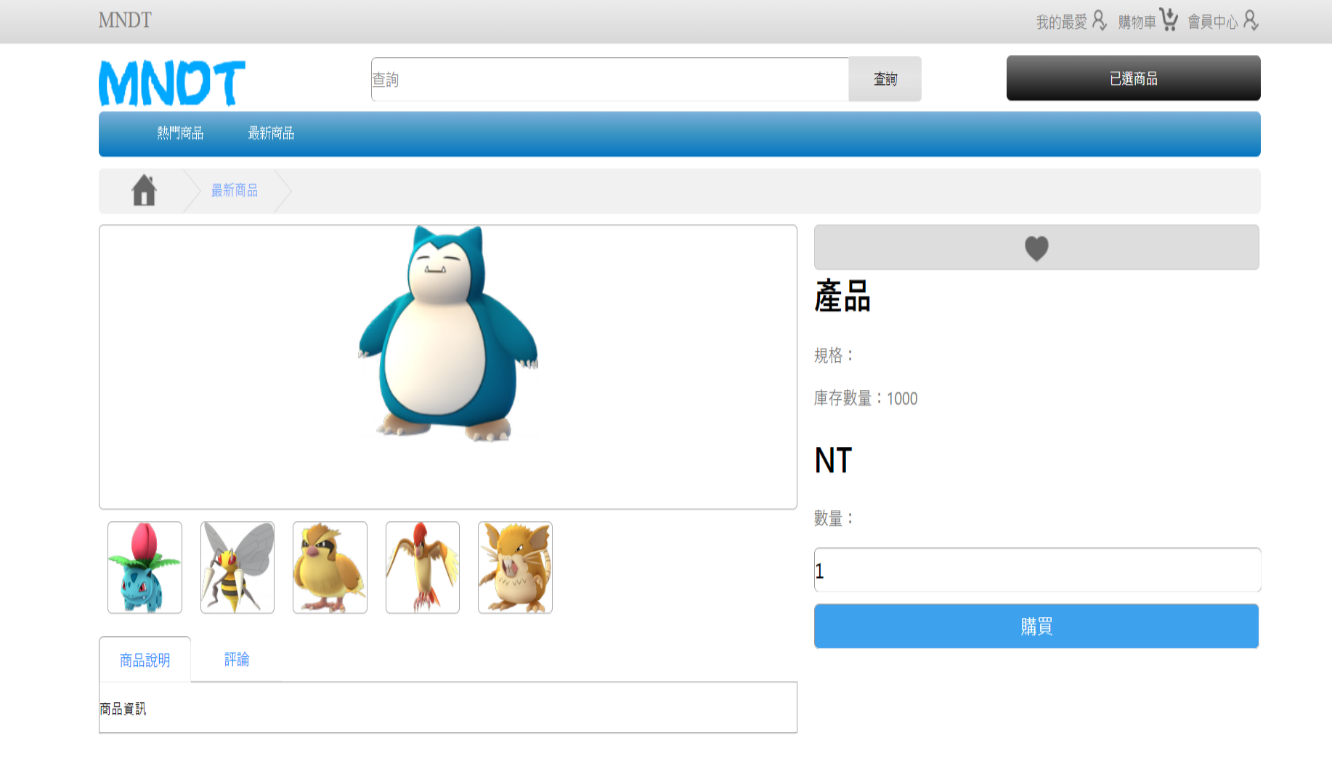 MNDT
我的最愛 購物車 會員中心
MNDT
查詢 查詢
已選商品
熱門商品 最新商品
最新商品
產品
規格：
庫存數量：1000
NT
數量：
1
購買
商品說明 評論
商品資訊